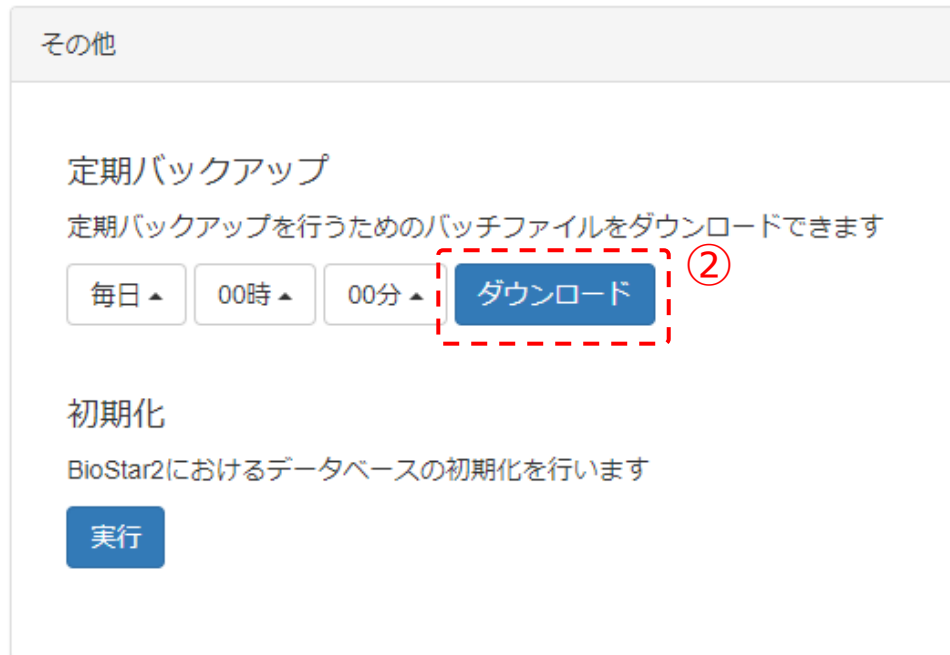 その他
定期バックアップ
定期バックアップを行うためのバッチファイルをダウンロードできます
毎日 00時 00分 ダウンロード ②
初期化
BioStar2におけるデータベースの初期化を行います
実行